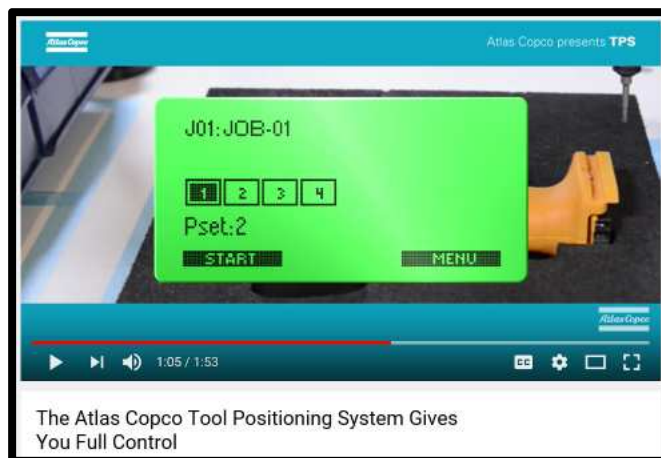 Atlas Copco
Atlas Copco presents TPS
J01:JOB-01
1 2 3 4
Pset:2
START MENU
Atlas Copco
1:05 / 1:53
CC
The Atlas Copco Tool Positioning System Gives
You Full Control